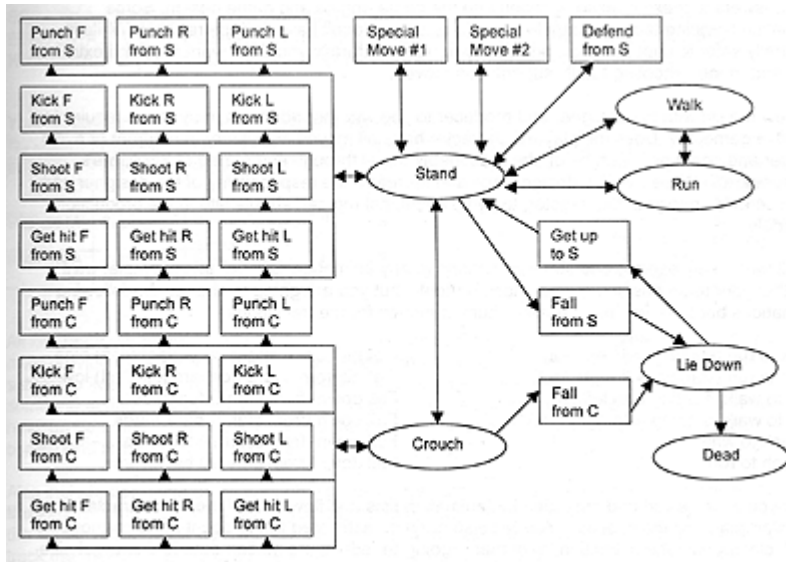 Punch F
from S
Punch R
from S
Punch L
from S
Special
Move #1
Special
Move #2
Defend
from S
Kick F
from S
Kick R
from S
Kick L
from S
Walk
Shoot F
from S
Shoot R
from S
Shoot L
from S
Stand
Run
Get hit F
from S
Get hit R
from S
Get hit L
from S
Get up
to S
Punch F
from C
Punch R
from C
Punch L
from C
Fall
from S
Kick F
from C
Kick R
from C
Kick L
from C
Lie Down
Fall
from C
Shoot F
from C
Shoot R
from C
Shoot L
from C
Crouch
Dead
Get hit F
from C
Get hit R
from C
Get hit L
from C